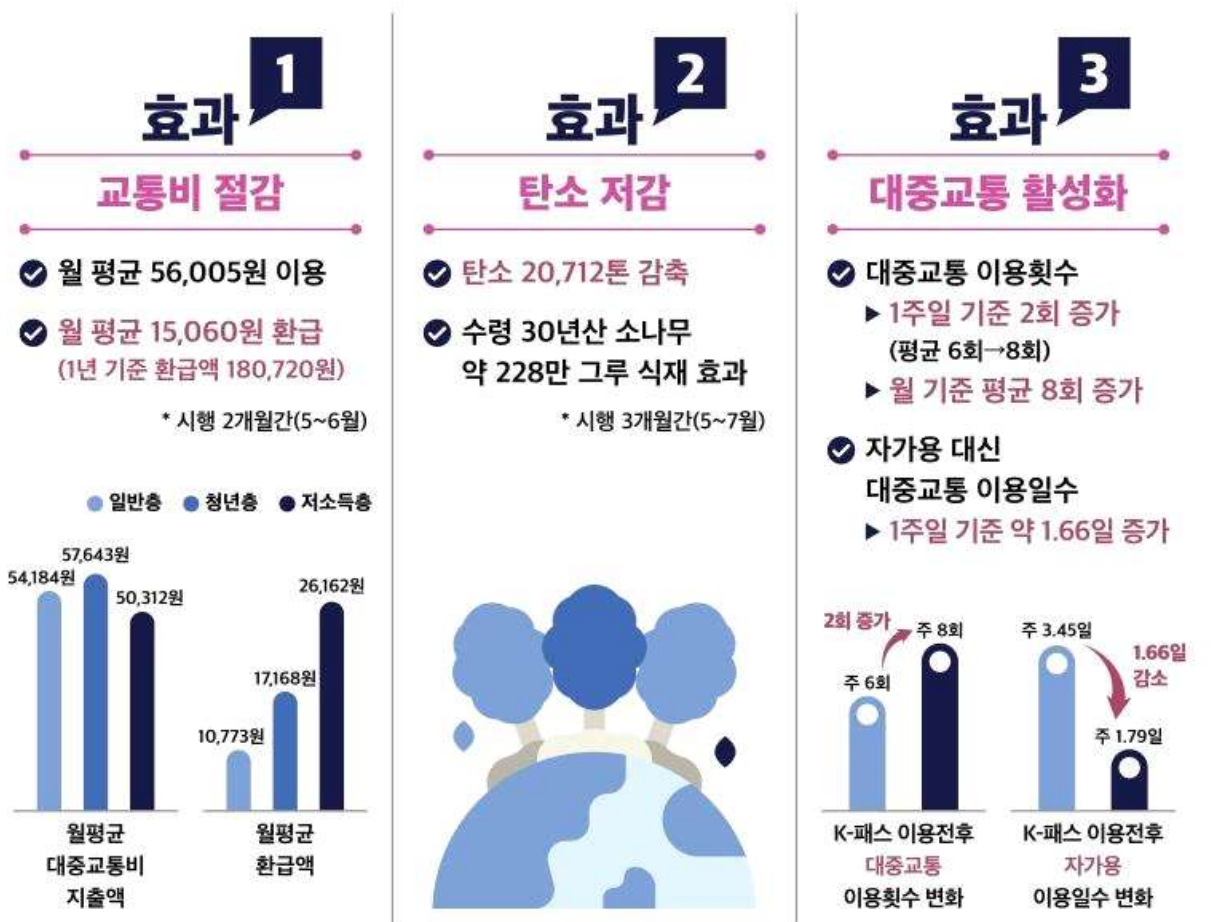 효과 1
교통비 절감
월 평균 56,005원 이용
월 평균 15,060원 환급
(1년 기준 환급액 180,720원)
* 시행 2개월간(5~6월)
일반층 청년층 저소득층
54,184원
57,643원
50,312원
월평균
대중교통비
지출액
10,773원
17,168원
26,162원
월평균
환급액
효과 2
탄소 저감
탄소 20,712톤 감축
수령 30년산 소나무
약 228만 그루 식재 효과
* 시행 3개월간(5~7월)
효과 3
대중교통 활성화
대중교통 이용횟수
▶ 1주일 기준 2회 증가
(평균 6회→8회)
▶ 월 기준 평균 8회 증가
자가용 대신
대중교통 이용일수
▶ 1주일 기준 약 1.66일 증가
2회 증가
주 6회
주 8회
K-패스 이용전후
대중교통
이용횟수 변화
주 3.45일
1.66일
감소
주 1.79일
K-패스 이용전후
자가용
이용일수 변화